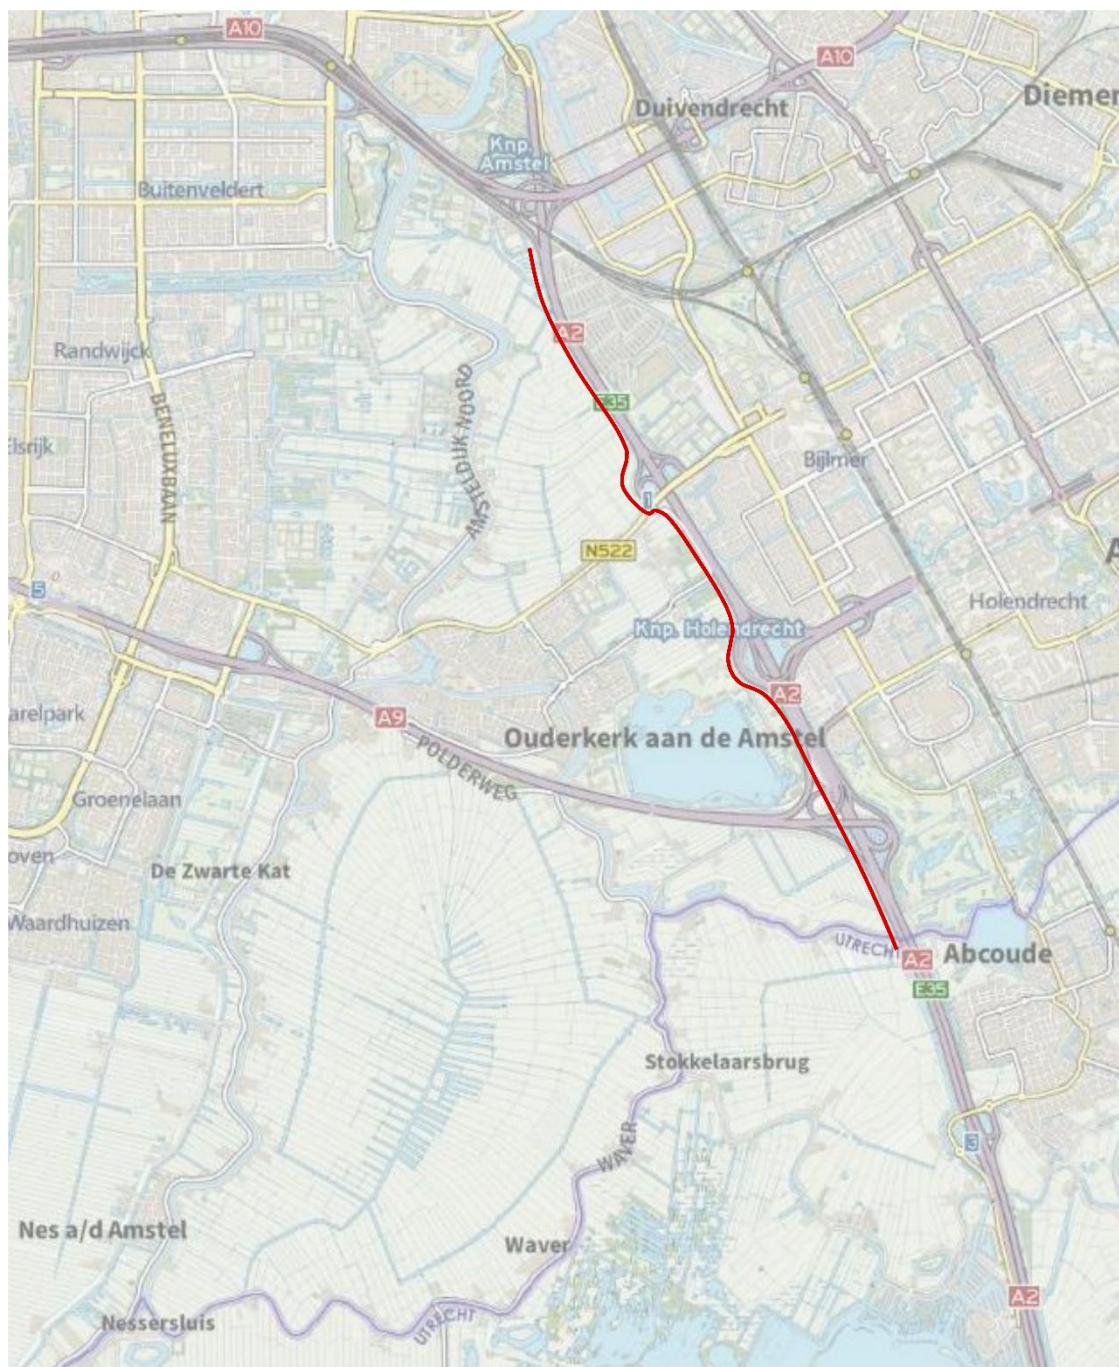 A10
A10
Diemer
Duivendrecht
Knp.
Amstel
Buitenveldert
A2
Randwijck
AMSTELDIJK NOORD
BENELUXBAAN
E35
Elsrijk
Bijlmer
1
N522
A
5
Holendrecht
Knp. Holendrecht
A2
arelpark
A9
POLDERWEG
Ouderkerk aan de Amstel
Groenelaan
oven
De Zwarte Kat
Waardhuizen
UTRECHT
A2
Abcoude
E35
Stokkelaarsbrug
WAVER
3
Nes a/d Amstel
Waver
A2
Nessersluis
UTRECHT